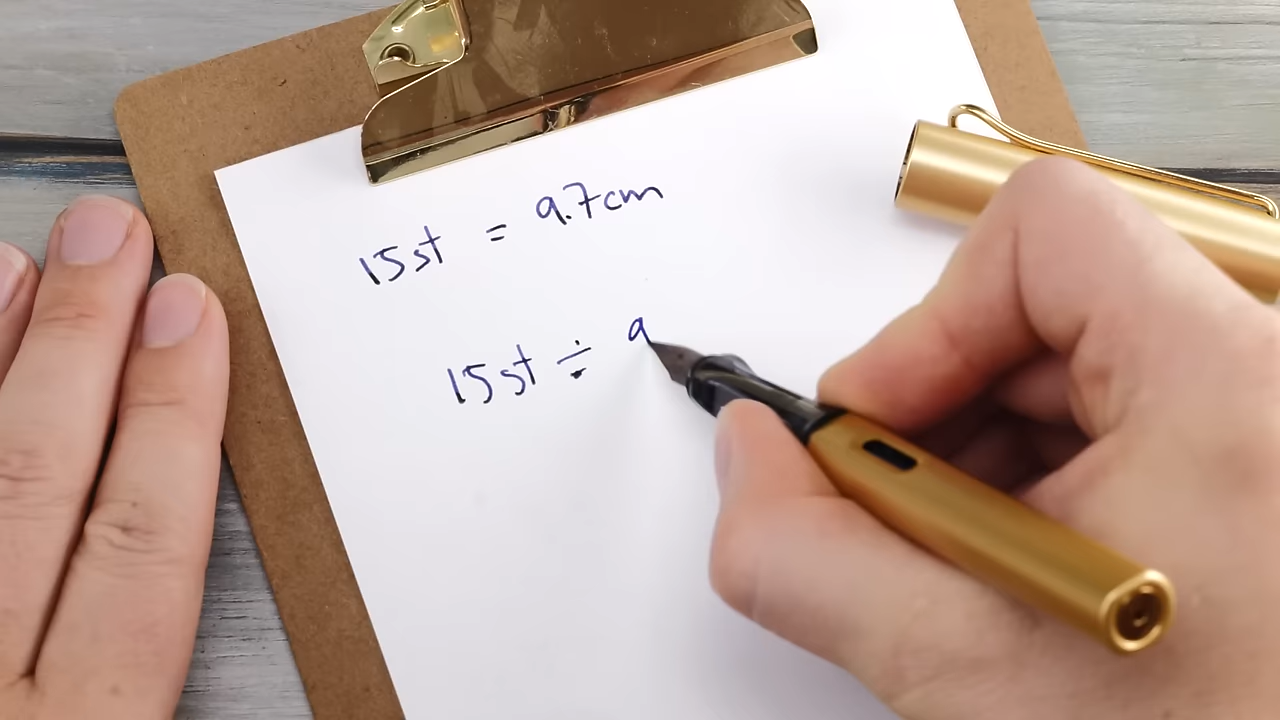 15st = 9.7cm
15st ÷ 9